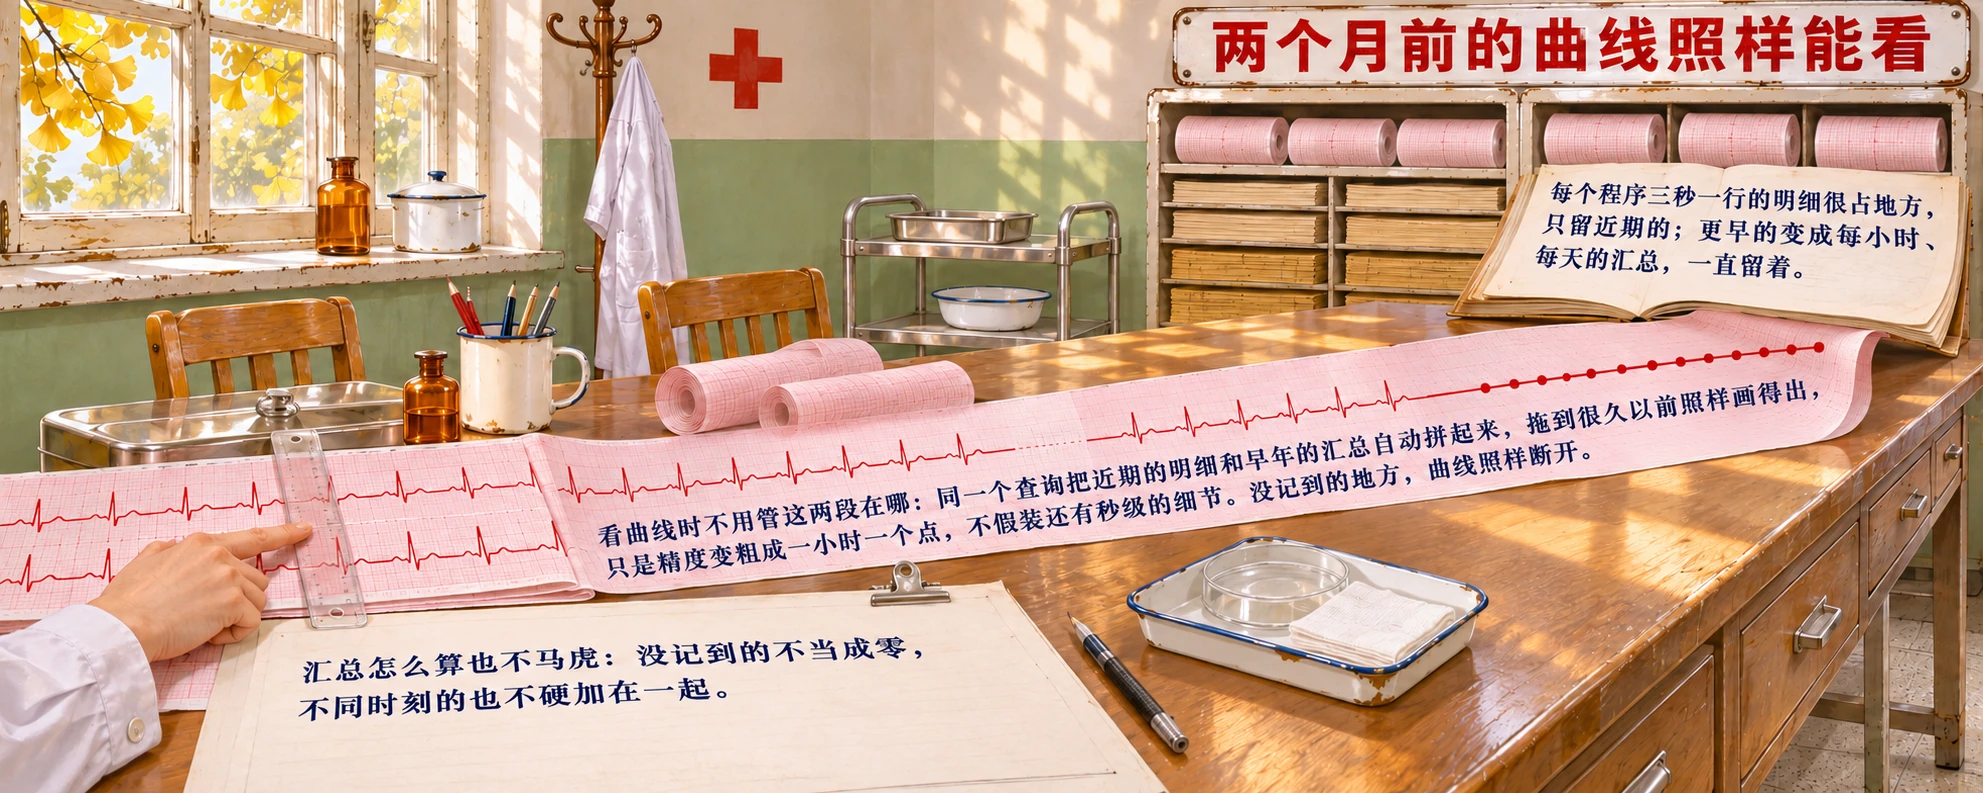 两个月前的曲线照样能看
每个程序三秒一行的明细很占地方，
只留近期的；更早的变成每小时、
每天的汇总，一直留着。
看曲线时不用管这两段在哪：同一个查询把近期的明细和早年的汇总自动拼起来，拖到很久以前照样画得出，
只是精度变粗成一小时一个点，不假装还有秒级的细节。没记到的地方，曲线照样断开。
汇总怎么算也不马虎：没记到的不当成零，
不同时刻的也不硬加在一起。